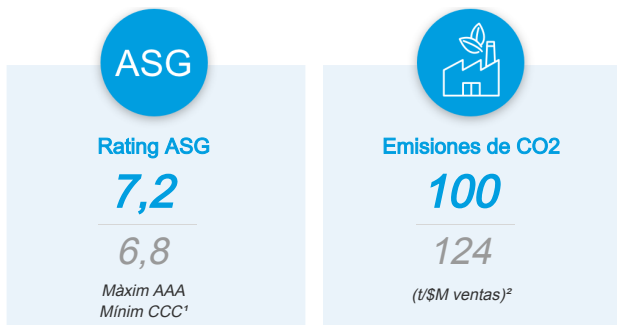 ASG
Rating ASG
7,2
6,8
Màxim AAA
Mínim CCC¹
Emisiones de CO2
100
124
(t/$M ventas)²